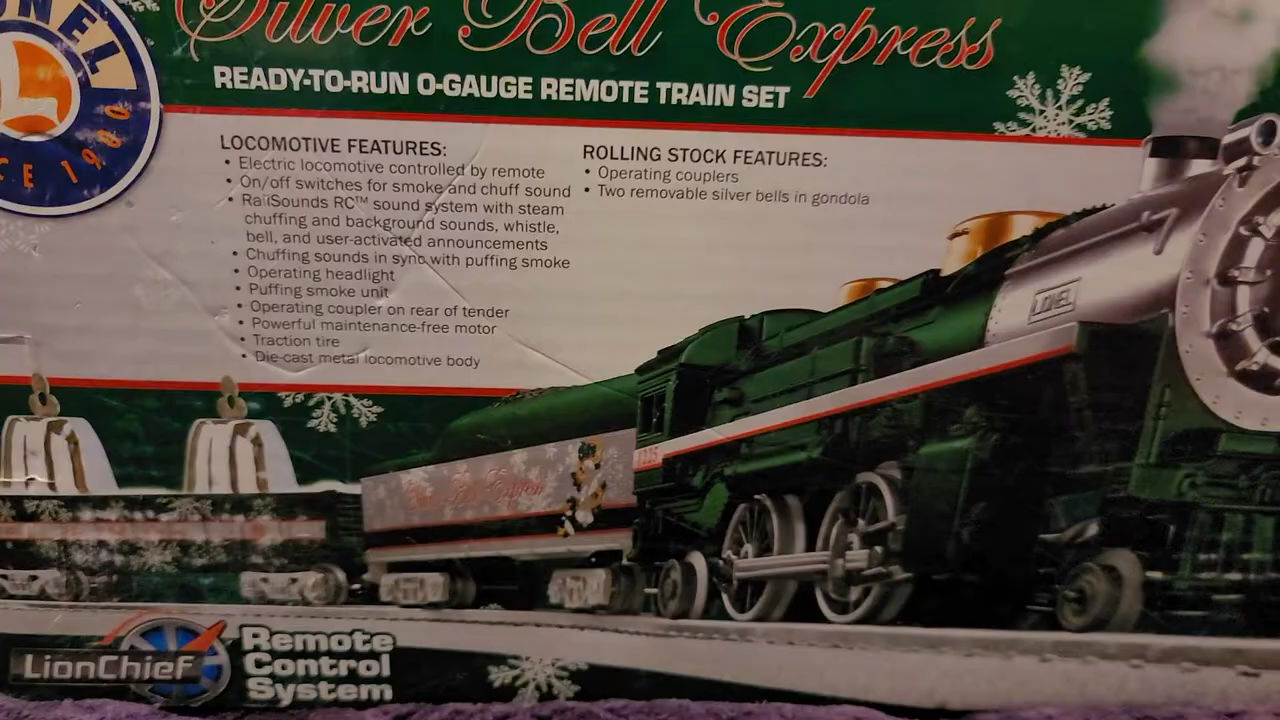 Silver Bell Express
READY-TO-RUN O-GAUGE REMOTE TRAIN SET
LOCOMOTIVE FEATURES:
• Electric locomotive controlled by remote
• On/off switches for smoke and chuff sound
• RailSounds RC™ sound system with steam
chuffing and background sounds, whistle,
bell, and user-activated announcements
• Chuffing sounds in sync with puffing smoke
• Operating headlight
• Puffing smoke unit
• Operating coupler on rear of tender
• Powerful maintenance-free motor
• Traction tire
• Die-cast metal locomotive body
ROLLING STOCK FEATURES:
• Operating couplers
• Two removable silver bells in gondola
LIONEL
1225
Silver Bell Express
LionChief
Remote
Control
System